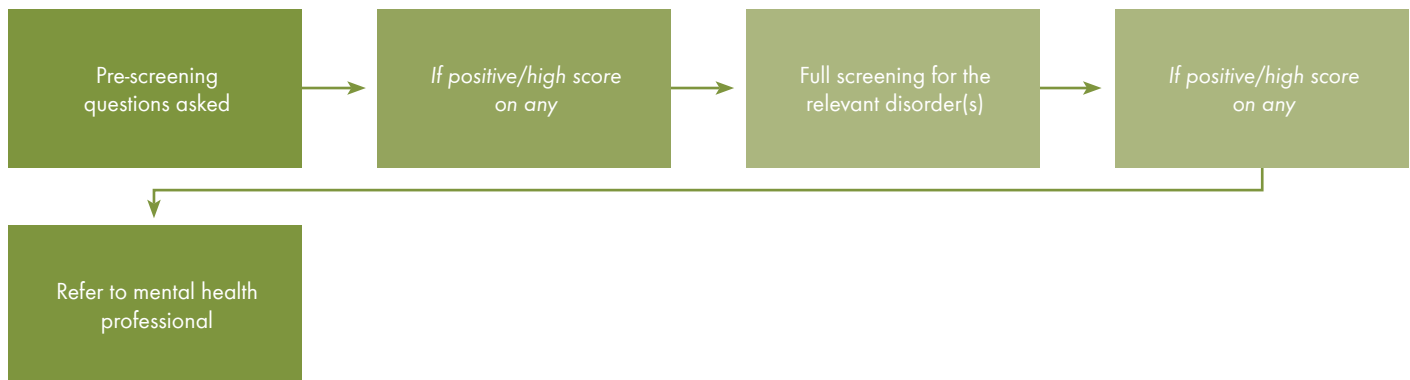 Pre-screening
questions asked
If positive/high score
on any
Full screening for the
relevant disorder(s)
If positive/high score
on any
Refer to mental health
professional